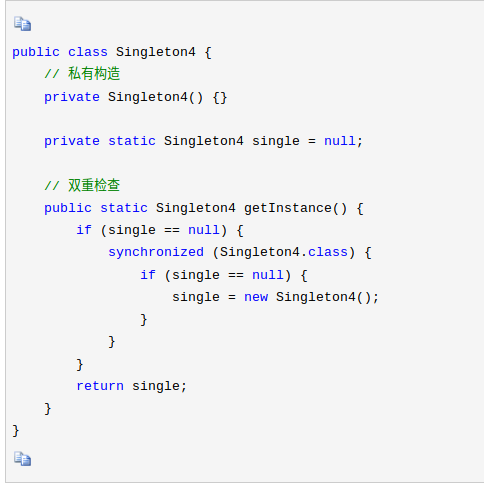 public class Singleton4 {
    // 私有构造
    private Singleton4() {}

    private static Singleton4 single = null;

    // 双重检查
    public static Singleton4 getInstance() {
        if (single == null) {
            synchronized (Singleton4.class) {
                if (single == null) {
                    single = new Singleton4();
                }
            }
        }
        return single;
    }
}